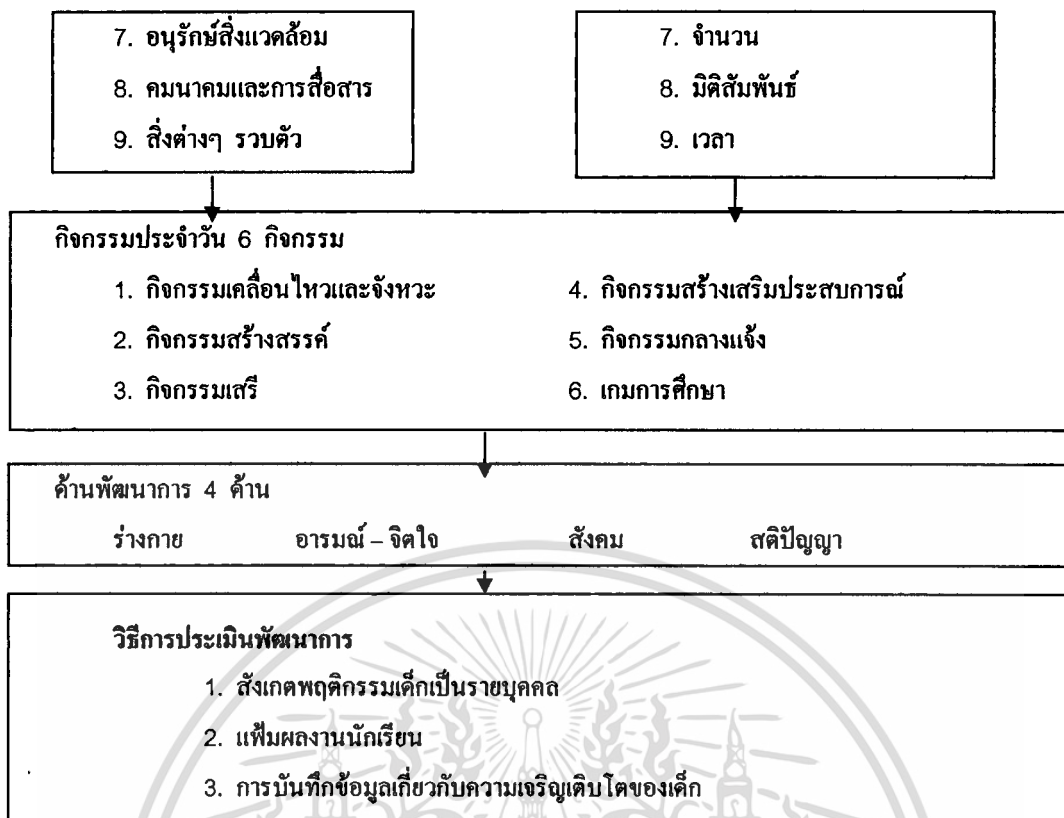 7. อนุรักษ์สิ่งแวดล้อม
8. คมนาคมและการสื่อสาร
9. สิ่งต่างๆ รวบตัว
7. จำนวน
8. มิติสัมพันธ์
9. เวลา
กิจกรรมประจำวัน 6 กิจกรรม
1. กิจกรรมเคลื่อนไหวและจังหวะ
2. กิจกรรมสร้างสรรค์
3. กิจกรรมเสรี
4. กิจกรรมสร้างเสริมประสบการณ์
5. กิจกรรมกลางแจ้ง
6. เกมการศึกษา
ด้านพัฒนาการ 4 ด้าน
ร่างกาย อารมณ์ – จิตใจ สังคม สติปัญญา
วิธีการประเมินพัฒนาการ
1. สังเกตพฤติกรรมเด็กเป็นรายบุคคล
2. แฟ้มผลงานนักเรียน
3. การบันทึกข้อมูลเกี่ยวกับความเจริญเติบโตของเด็ก